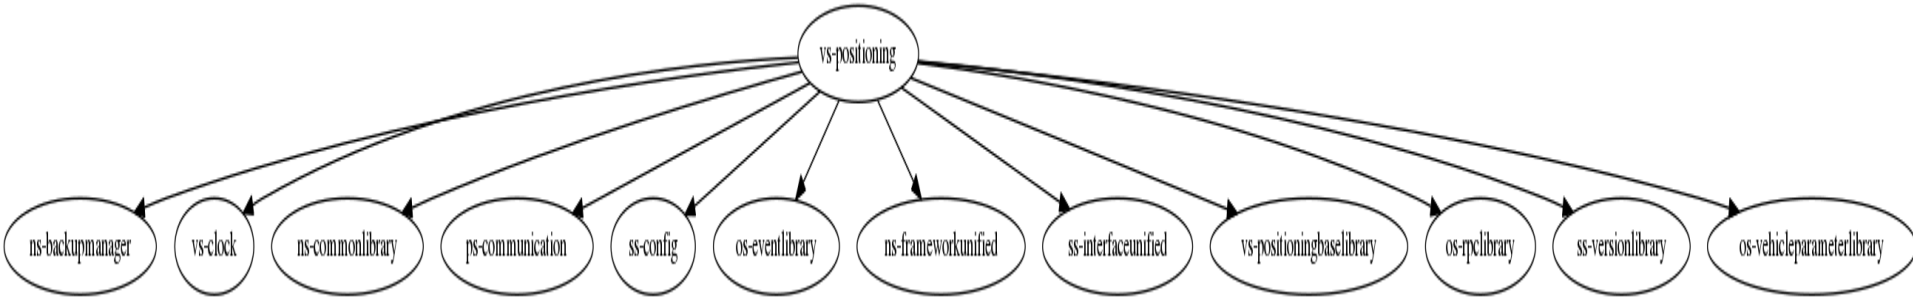 vs-positioning
ns-backupmanager
vs-clock
ns-commonlibrary
ps-communication
ss-config
os-eventlibrary
ns-frameworkunified
ss-interfaceunified
vs-positioningbaselibrary
os-rpclibrary
ss-versionlibrary
os-vehicleparameterlibrary